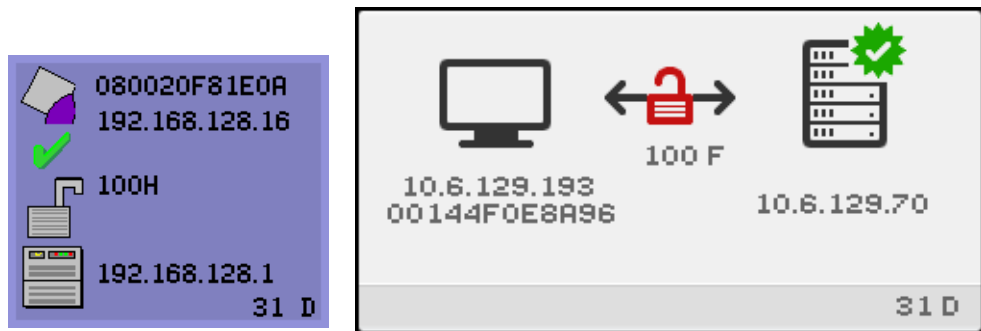 080020F81E0A
192.168.128.16
100H
192.168.128.1
31 D
100 F
10.6.129.193
00144F0E8A96
10.6.129.70
31 D